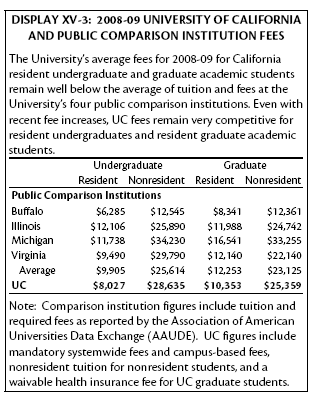 DISPLAY XV-3: 2008-09 UNIVERSITY OF CALIFORNIA
AND PUBLIC COMPARISON INSTITUTION FEES
The University's average fees for 2008-09 for California
resident undergraduate and graduate academic students
remain well below the average of tuition and fees at the
University's four public comparison institutions. Even with
recent fee increases, UC fees remain very competitive for
resident undergraduates and resident graduate academic
students.
Undergraduate Graduate
Resident Nonresident Resident Nonresident
Public Comparison Institutions
Buffalo $6,285 $12,545 $8,341 $12,361
Illinois $12,106 $25,890 $11,988 $24,742
Michigan $11,738 $34,230 $16,541 $33,255
Virginia $9,490 $29,790 $12,140 $22,140
Average $9,905 $25,614 $12,253 $23,125
UC $8,027 $28,635 $10,353 $25,359
Note: Comparison institution figures include tuition and
required fees as reported by the Association of American
Universities Data Exchange (AAUDE). UC figures include
mandatory systemwide fees and campus-based fees,
nonresident tuition for nonresident students, and a
waivable health insurance fee for UC graduate students.